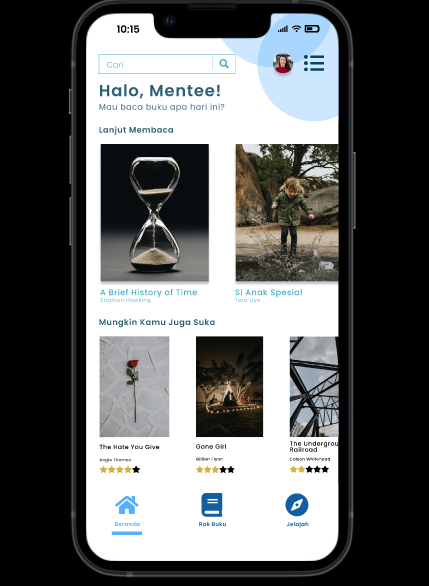 10:15
Cari
Halo, Mentee!
Mau baca buku apa hari ini?
Lanjut Membaca
A Brief History of Time
Stephen Hawking
Si Anak Spesial
Tere Liye
Mungkin Kamu Juga Suka
The Hate You Give
Angie Thomas
Gone Girl
Gillian Flynn
The Undergrou
Railroad
Colson Whitehead
Beranda
Rak Buku
Jelajah